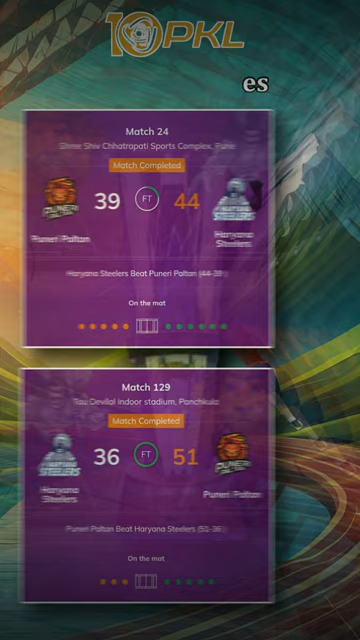 10 PKL
es
Match 24
Shree Shiv Chhatrapati Sports Complex, Pune
Match Completed
39 FT 44
Puneri Paltan
Haryana
Steelers
Haryana Steelers Beat Puneri Paltan (44-39)
On the mat
Match 129
Tau Devilal indoor stadium, Panchkula
Match Completed
36 FT 51
Haryana
Steelers
Puneri Paltan
Puneri Paltan Beat Haryana Steelers (51-36)
On the mat